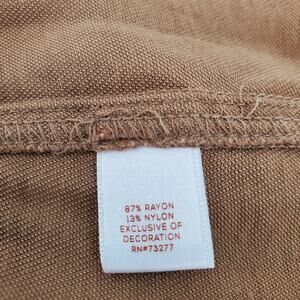 87% RAYON
13% NYLON
EXCLUSIVE OF
DECORATION
RN#73277